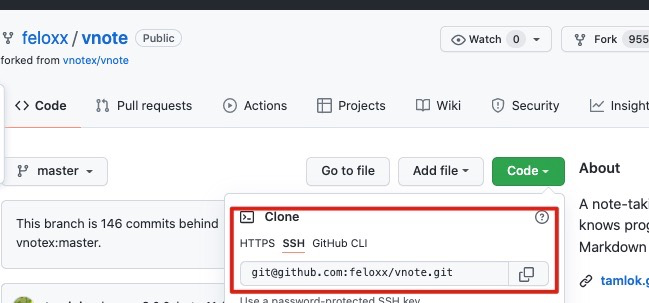 feloxx / vnote Public
Watch 0
Fork 955
forked from vnotex/vnote
Code
Pull requests
Actions
Projects
Wiki
Security
Insight
master
Go to file
Add file
Code
About
This branch is 146 commits behind
vnotex:master.
Clone
HTTPS SSH GitHub CLI
git@github.com:feloxx/vnote.git
Use a password-protected SSH key
A note-taki
knows prog
Markdown
tamlok.g